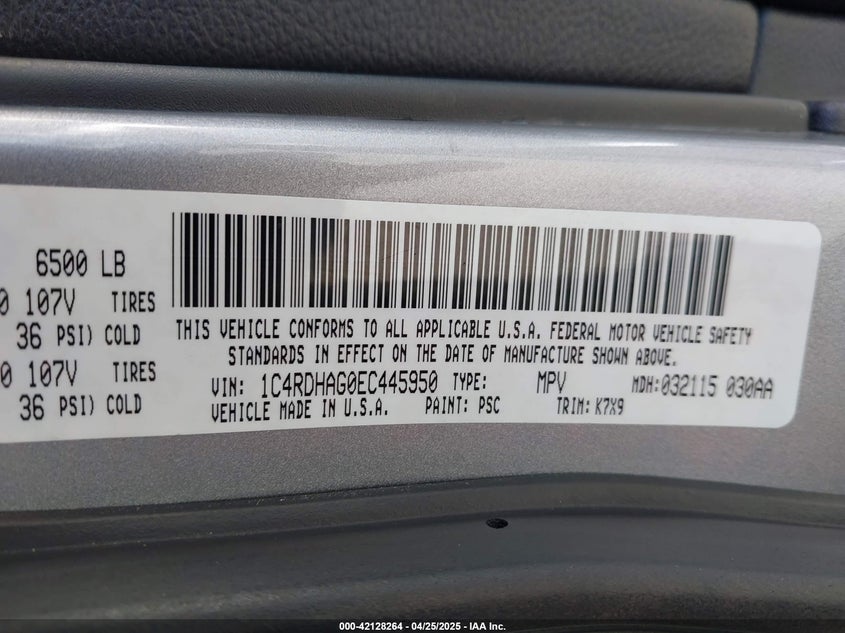 6500 LB
0 107V TIRES
36 PSI) COLD
0 107V TIRES
36 PSI) COLD
THIS VEHICLE CONFORMS TO ALL APPLICABLE U.S.A. FEDERAL MOTOR VEHICLE SAFETY
STANDARDS IN EFFECT ON THE DATE OF MANUFACTURE SHOWN ABOVE.
VIN: 1C4RDHAG0EC445950 TYPE: MPV MDH:032115 030AA
VEHICLE MADE IN U.S.A. PAINT: PSC TRIM: K7X9
000-42128264 - 04/25/2025 - IAA Inc.